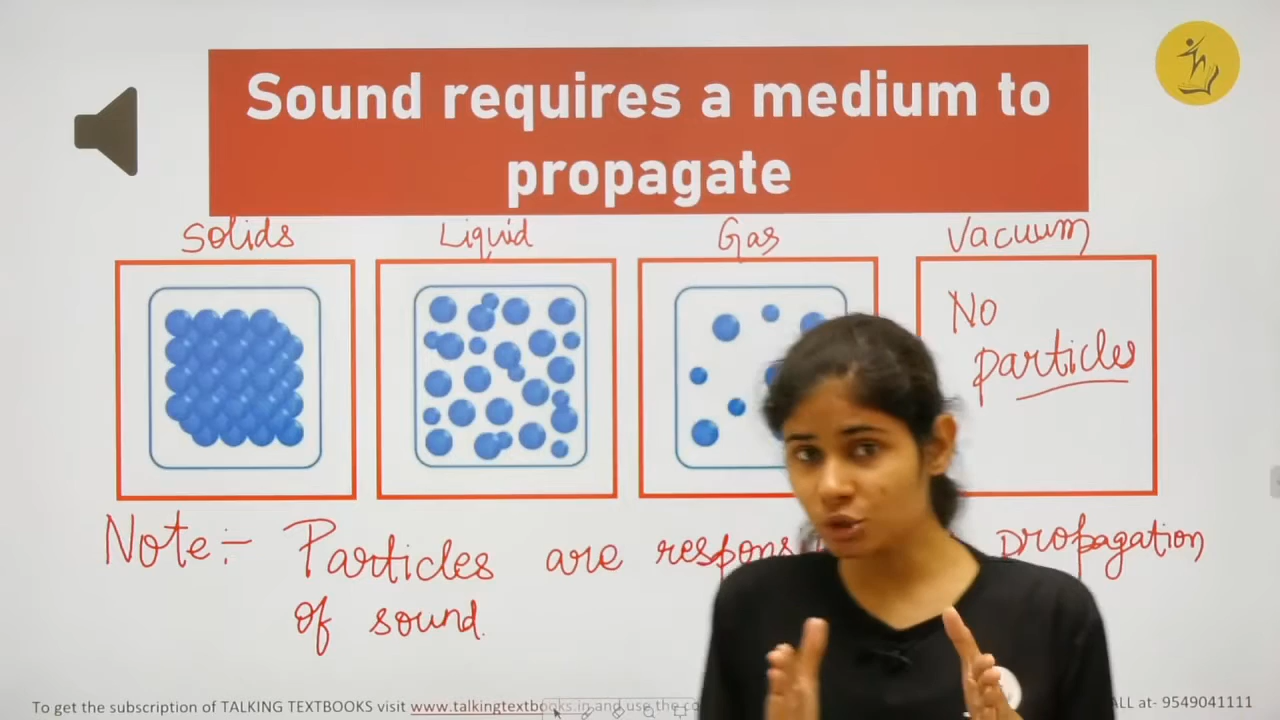 Sound requires a medium to
propagate
Solids Liquid Gas Vacuum
No
particles
Note:- Particles are propagation
of sound.
To get the subscription of TALKING TEXTBOOKS visit www.talkingtextbooks.in and use the ALL at- 9549041111